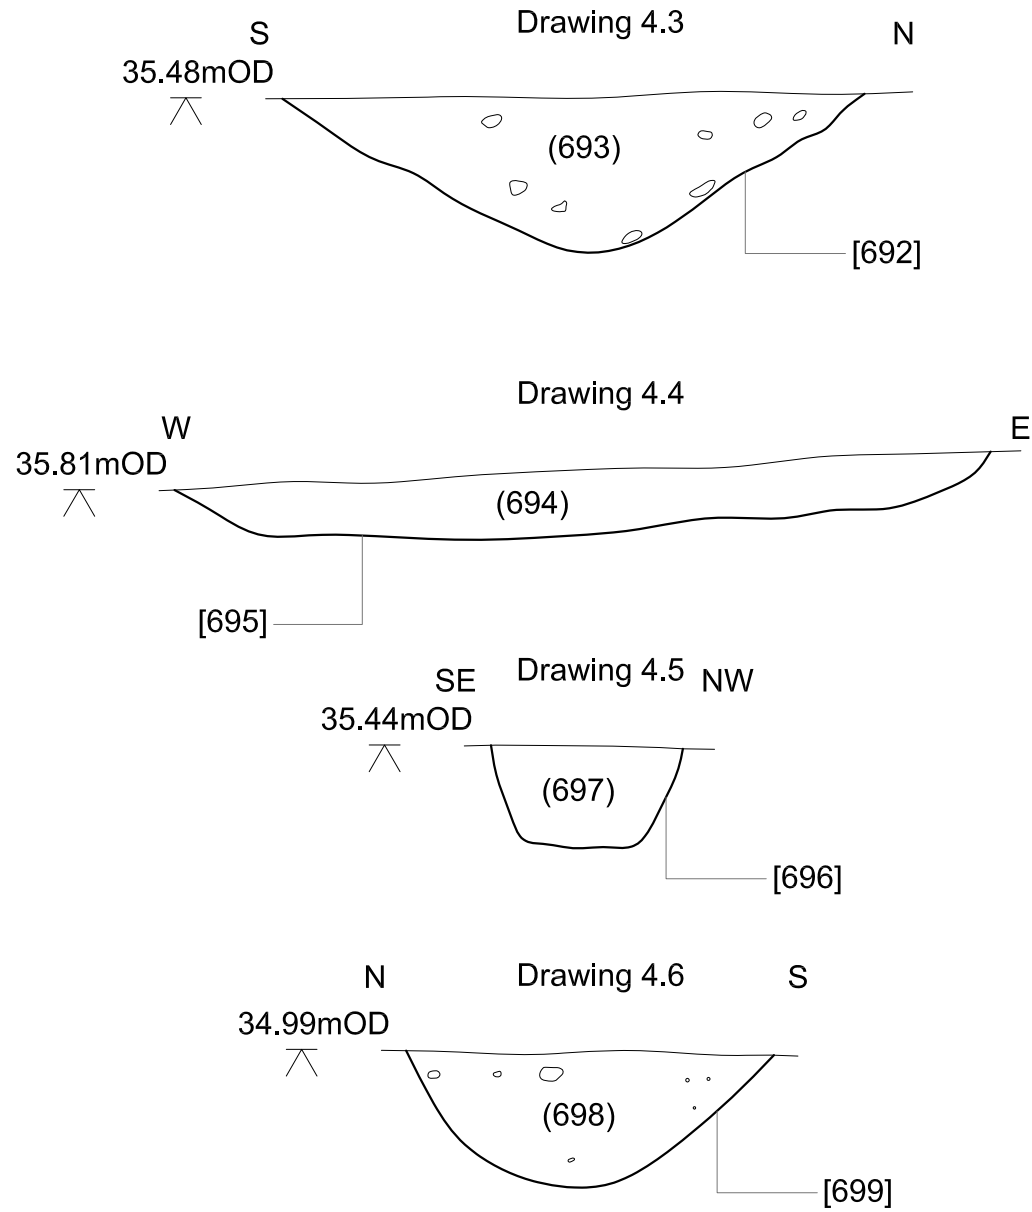 Drawing 4.3
S
N
35.48mOD
(693)
[692]
Drawing 4.4
W
E
35.81mOD
(694)
[695]
Drawing 4.5
SE
NW
35.44mOD
(697)
[696]
Drawing 4.6
N
S
34.99mOD
(698)
[699]